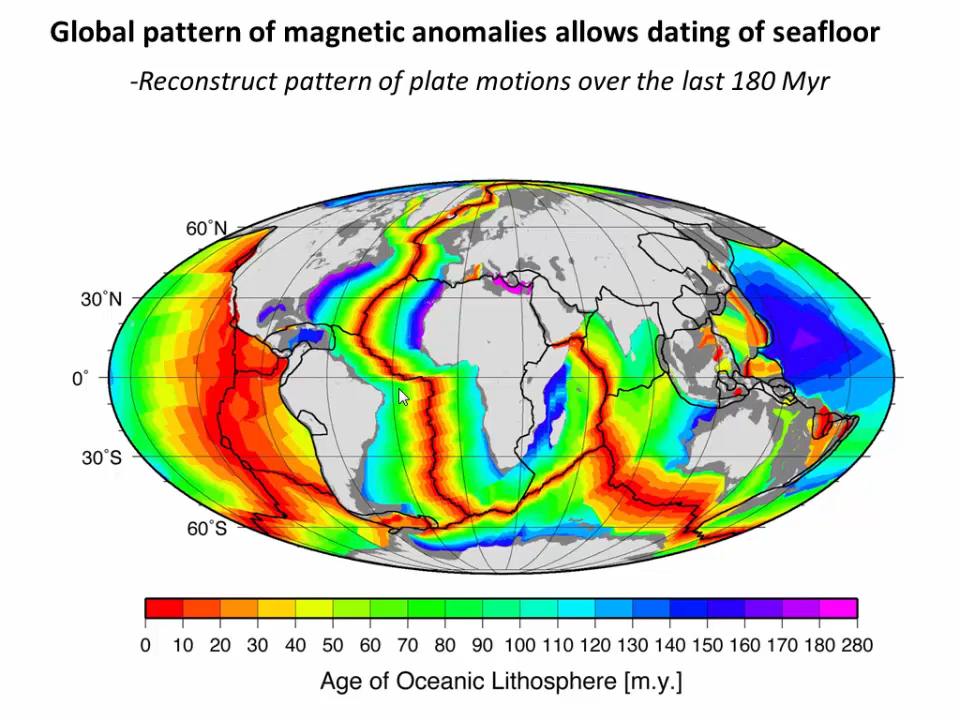 Global pattern of magnetic anomalies allows dating of seafloor
-Reconstruct pattern of plate motions over the last 180 Myr
60˚N
30˚N
0˚
30˚S
60˚S
0 10 20 30 40 50 60 70 80 90 100 110 120 130 140 150 160 170 180 280
Age of Oceanic Lithosphere [m.y.]